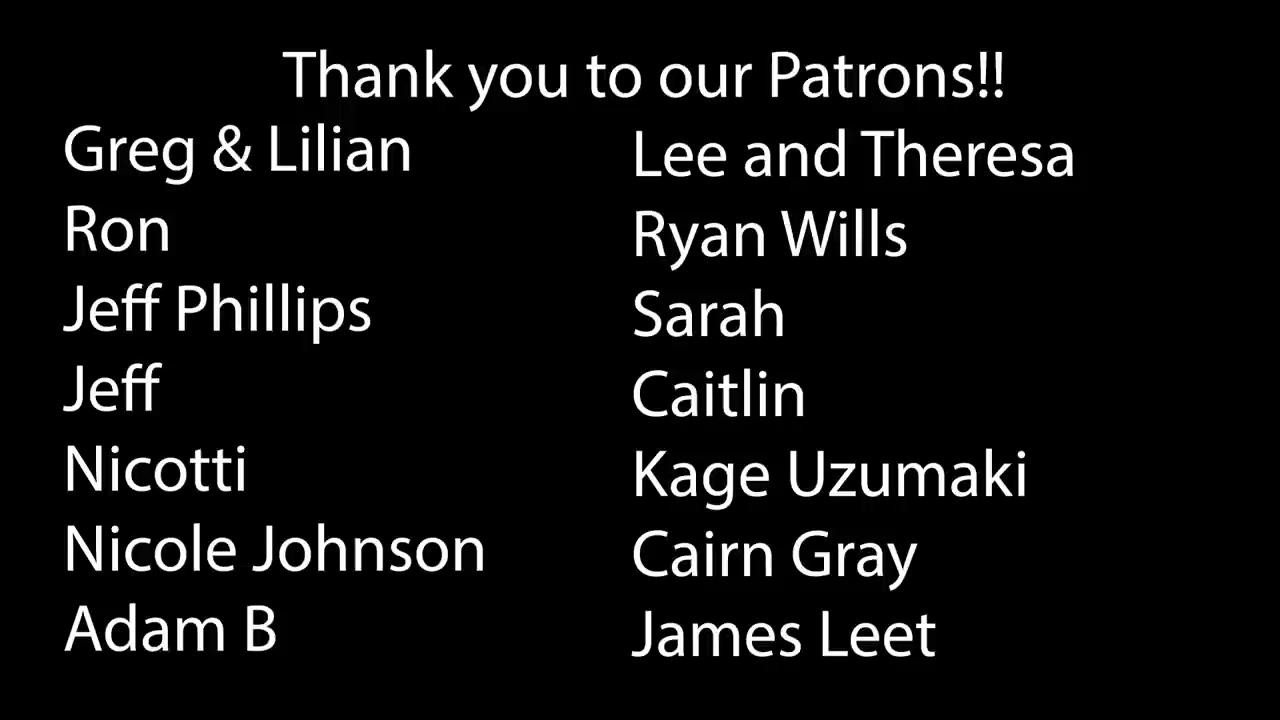 Thank you to our Patrons!!
Greg & Lilian
Ron
Jeff Phillips
Jeff
Nicotti
Nicole Johnson
Adam B
Lee and Theresa
Ryan Wills
Sarah
Caitlin
Kage Uzumaki
Cairn Gray
James Leet